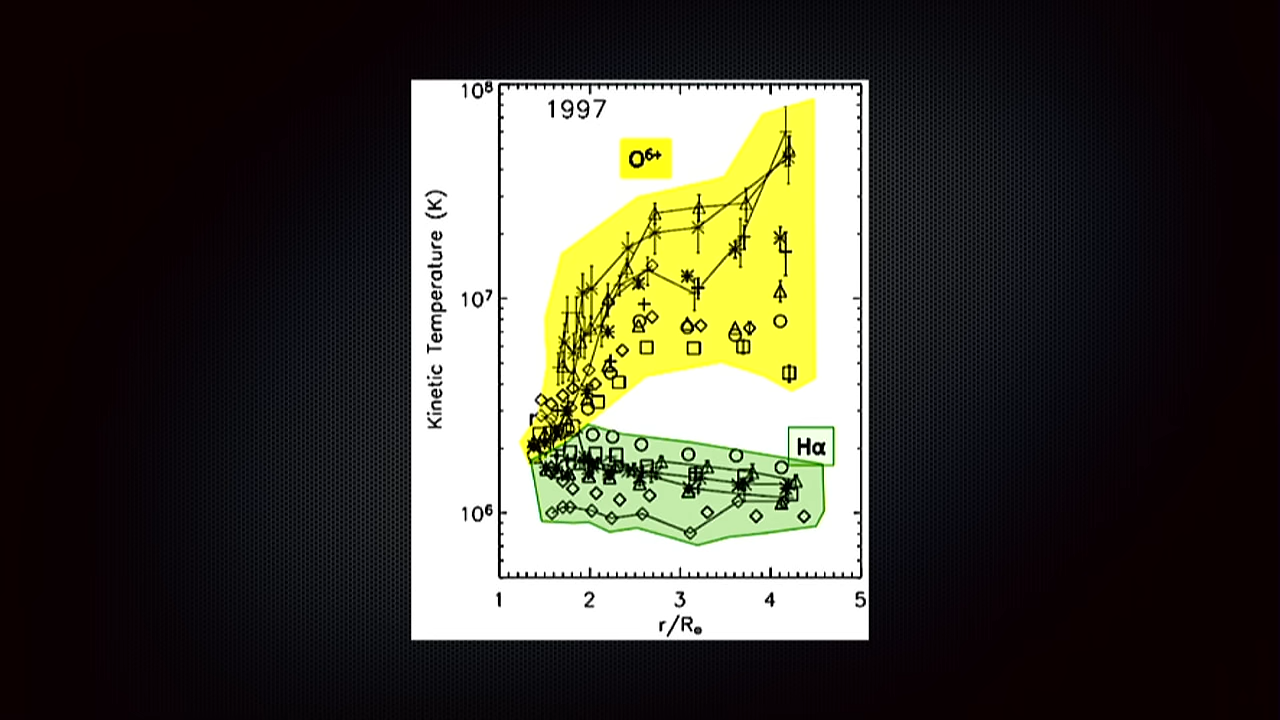 10⁸
1997
O⁶⁺
Kinetic Temperature (K)
10⁷
Hα
10⁶
1 2 3 4 5
r/R⊙